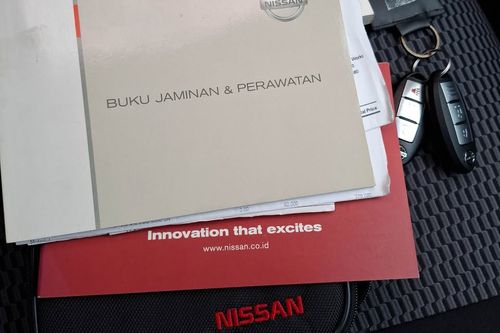 NISSAN
BUKU JAMINAN & PERAWATAN
Innovation that excites
www.nissan.co.id
NISSAN